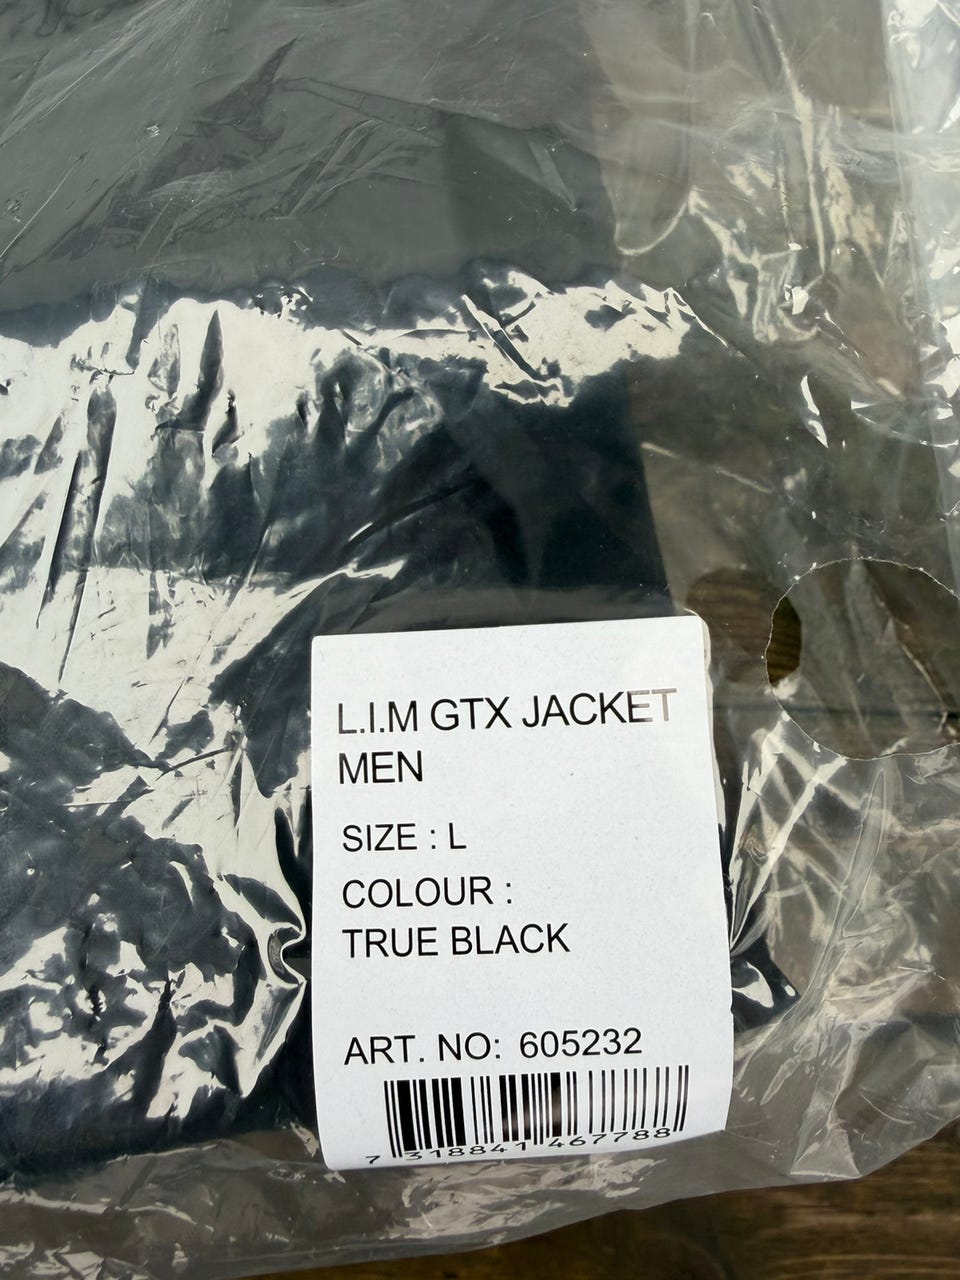 L.I.M GTX JACKET
MEN
SIZE : L
COLOUR :
TRUE BLACK
ART. NO: 605232
7 318841 467788